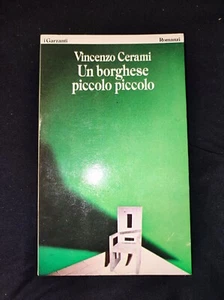 i Garzanti Romanzi
Vincenzo Cerami
Un borghese
piccolo piccolo